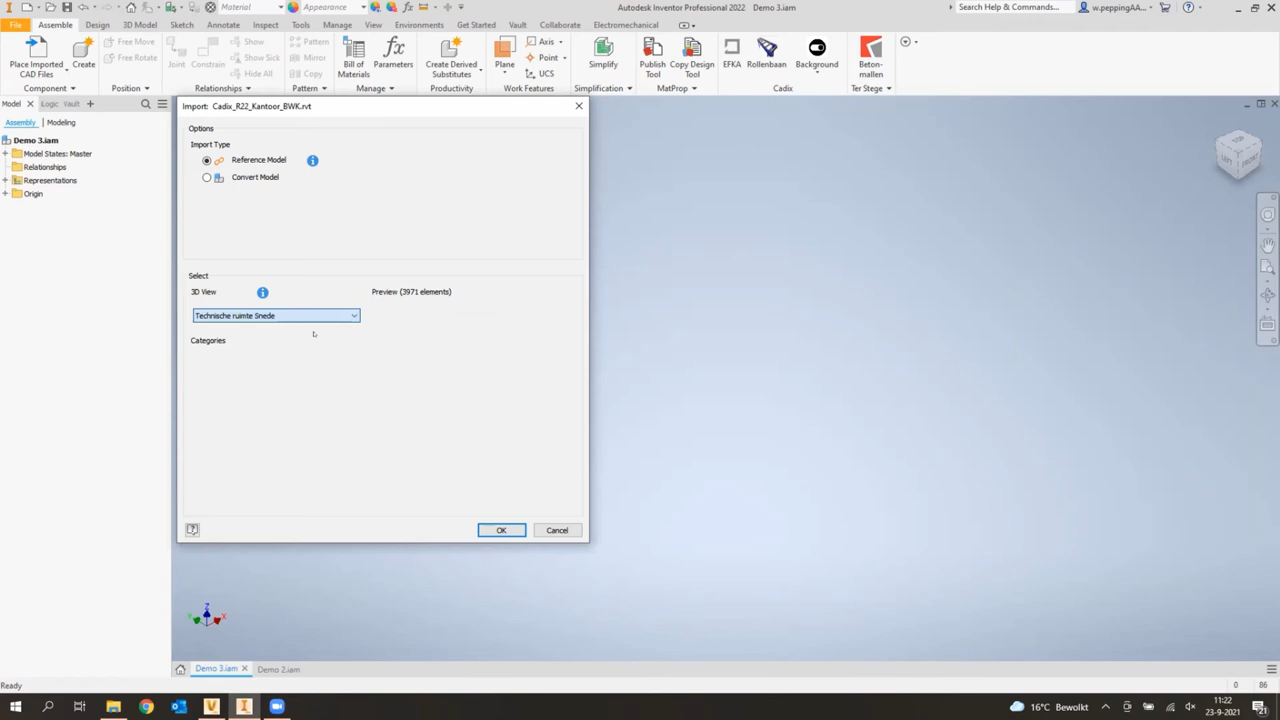 Material
Appearance
Autodesk Inventor Professional 2022 Demo 3.iam
Search Help & Commands...
w.peppingAA...
File Assemble Design 3D Model Sketch Annotate Inspect Tools Manage View Environments Get Started Vault Collaborate Electromechanical
Place Imported CAD Files
Create
Free Move
Free Rotate
Joint
Constrain
Show
Show Sick
Hide All
Pattern
Mirror
Copy
Bill of Materials
Parameters
Create Derived Substitutes
Plane
Axis
Point
UCS
Simplify
Publish Tool
Copy Design Tool
EFKA
Rollenbaan
Background
Beton-mallen
Component
Position
Relationships
Pattern
Manage
Productivity
Work Features
Simplification
MatProp
Cadix
Ter Stege
Model
Logic
Vault
Assembly
Modeling
Demo 3.iam
Model States: Master
Relationships
Representations
Origin
Import: Cadix_R22_Kantoor_BWK.rvt
Options
Import Type
Reference Model
Convert Model
Select
3D View
Preview (3971 elements)
Technische ruimte Snede
Categories
OK
Cancel
LEFT
FRONT
Z
Y
X
Demo 3.iam
Demo 2.iam
Ready
0
86
16°C Bewolkt
11:22
23-9-2021